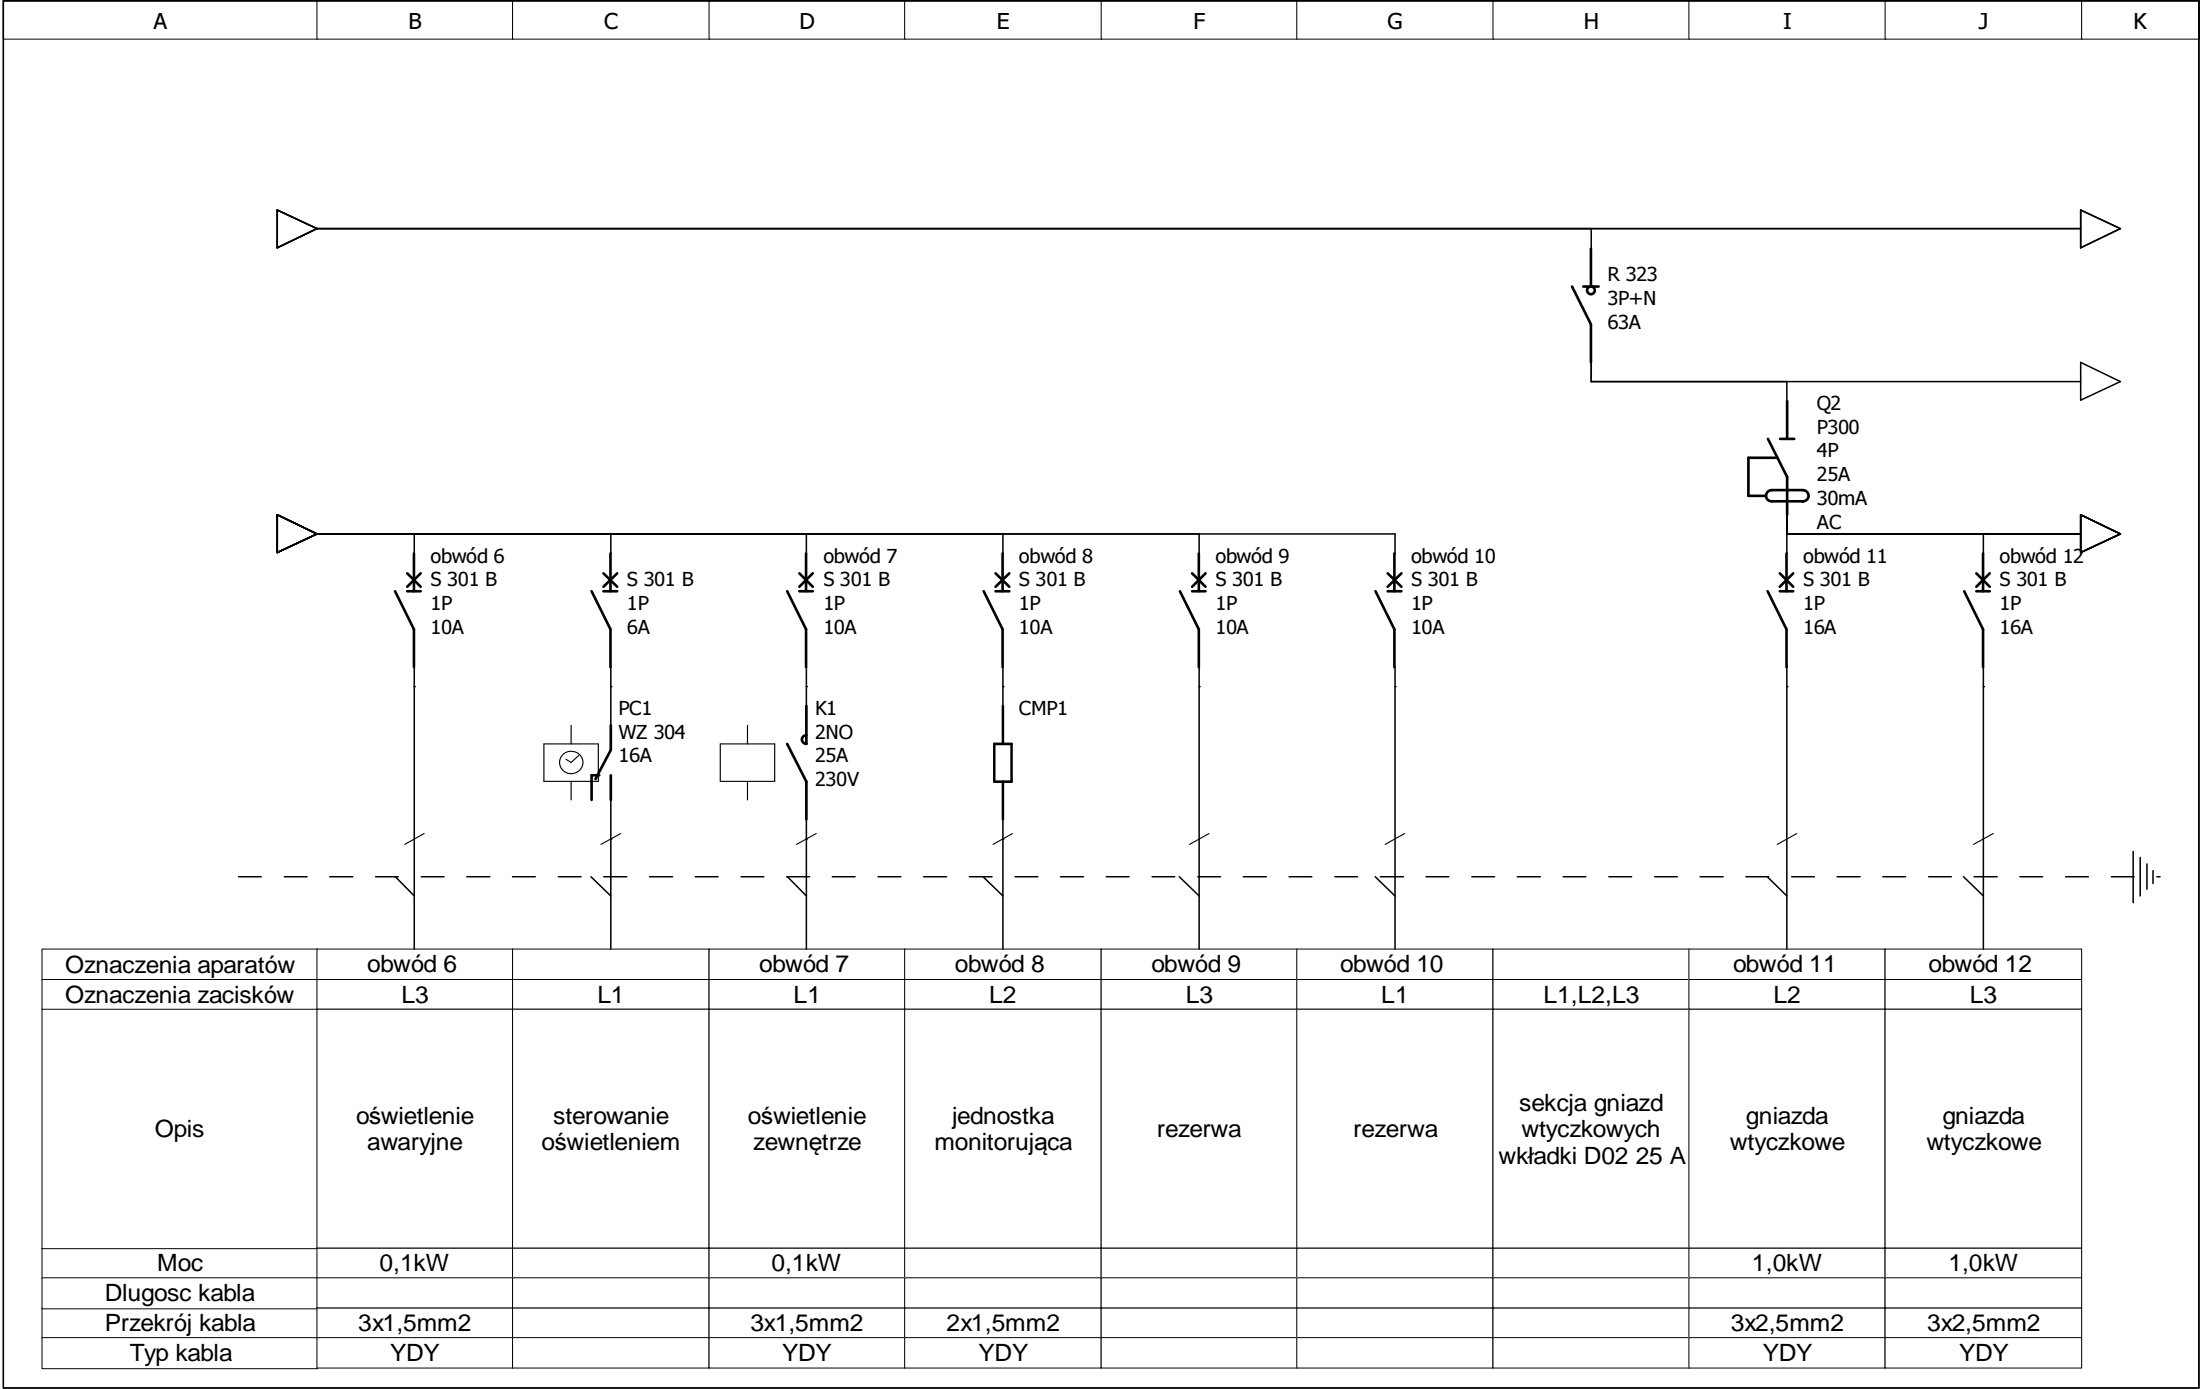 A B C D E F G H I J K
R 323
3P+N
63A
Q2
P300
4P
25A
30mA
AC
obwód 6
S 301 B
1P
10A
S 301 B
1P
6A
obwód 7
S 301 B
1P
10A
obwód 8
S 301 B
1P
10A
obwód 9
S 301 B
1P
10A
obwód 10
S 301 B
1P
10A
obwód 11
S 301 B
1P
16A
obwód 12
S 301 B
1P
16A
PC1
WZ 304
16A
K1
2NO
25A
230V
CMP1
Oznaczenia aparatów obwód 6 obwód 7 obwód 8 obwód 9 obwód 10 obwód 11 obwód 12
Oznaczenia zacisków L3 L1 L1 L2 L3 L1 L1,L2,L3 L2 L3
Opis
oświetlenie
awaryjne
sterowanie
oświetleniem
oświetlenie
zewnętrze
jednostka
monitorująca
rezerwa
rezerwa
sekcja gniazd
wtyczkowych
wkładki D02 25 A
gniazda
wtyczkowe
gniazda
wtyczkowe
Moc 0,1kW 0,1kW 1,0kW 1,0kW
Dlugosc kabla
Przekrój kabla 3x1,5mm2 3x1,5mm2 2x1,5mm2 3x2,5mm2 3x2,5mm2
Typ kabla YDY YDY YDY YDY YDY